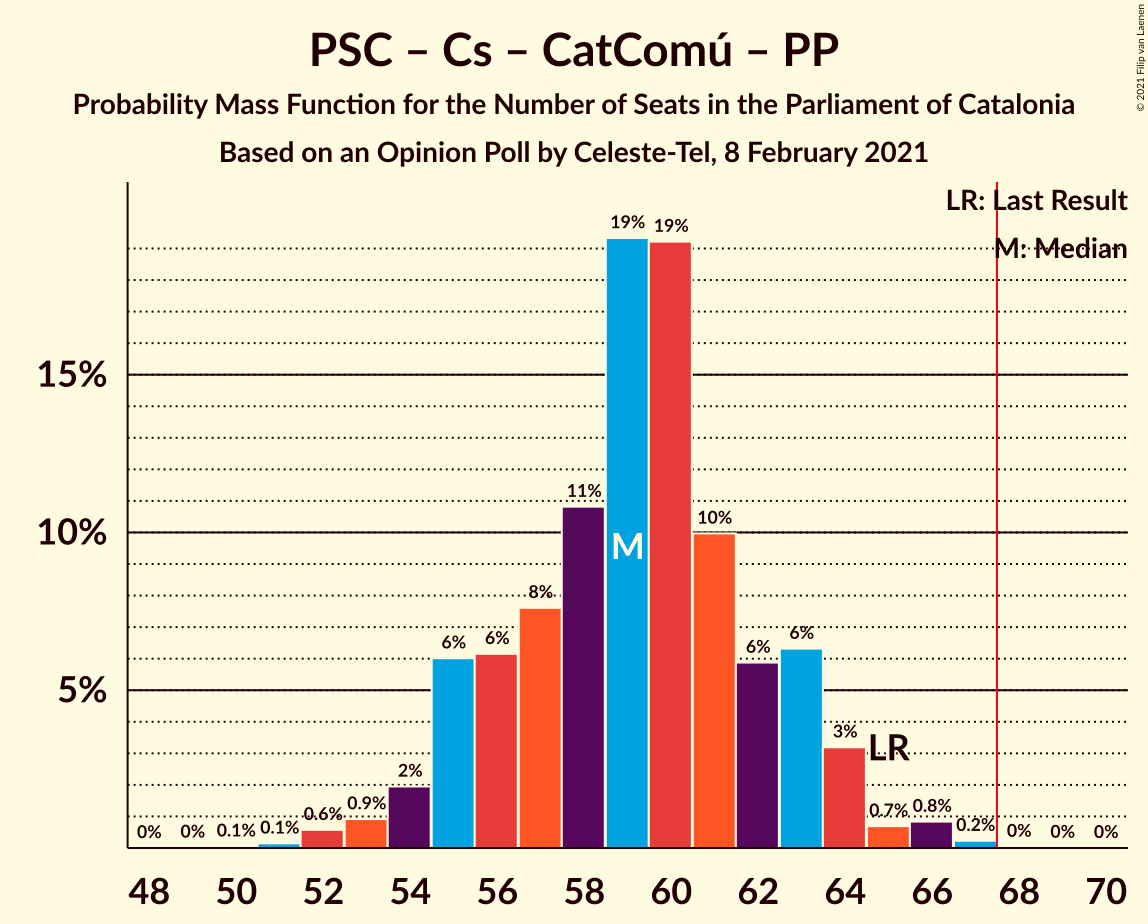 PSC – Cs – CatComú – PP
Probability Mass Function for the Number of Seats in the Parliament of Catalonia
Based on an Opinion Poll by Celeste-Tel, 8 February 2021
© 2021 Filip van Laenen
LR: Last Result
M: Median
15%
10%
5%
0%
0%
0.1%
0.1%
0.6%
0.9%
2%
6%
6%
8%
11%
19%
19%
10%
6%
6%
3%
0.7%
0.8%
0.2%
0%
0%
0%
M
LR
48 50 52 54 56 58 60 62 64 66 68 70